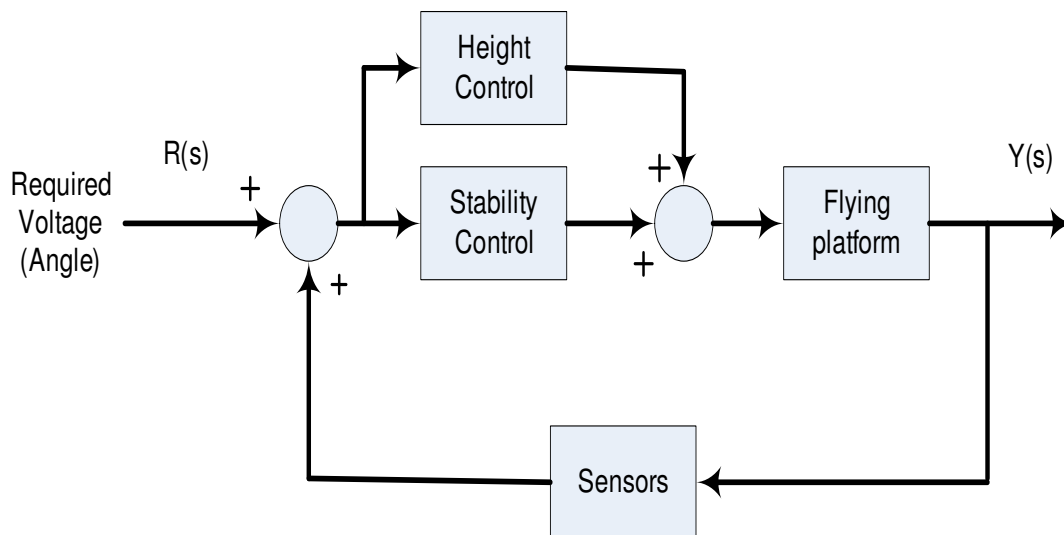 Height
Control
R(s)
Y(s)
+
+
Required
Voltage
(Angle)
Stability
Control
Flying
platform
+
+
Sensors